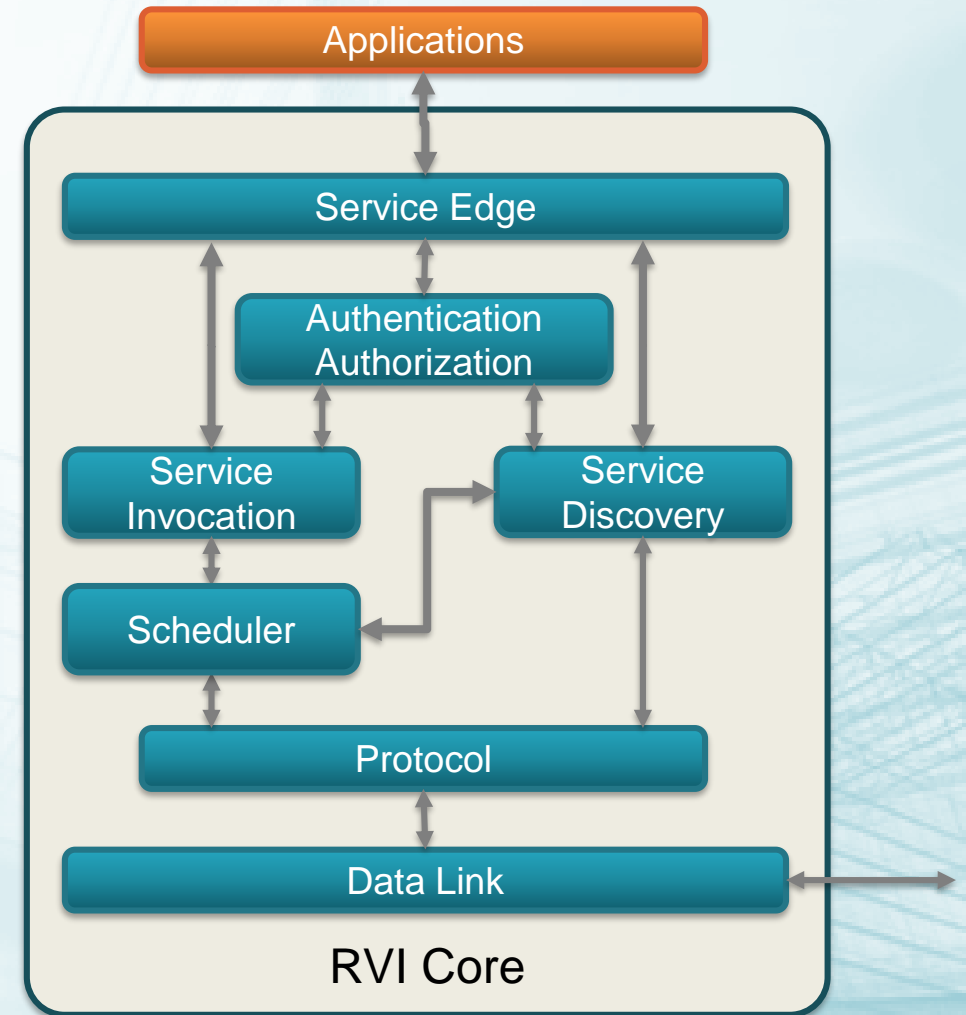 Applications
Service Edge
Authentication
Authorization
Service
Invocation
Service
Discovery
Scheduler
Protocol
Data Link
RVI Core